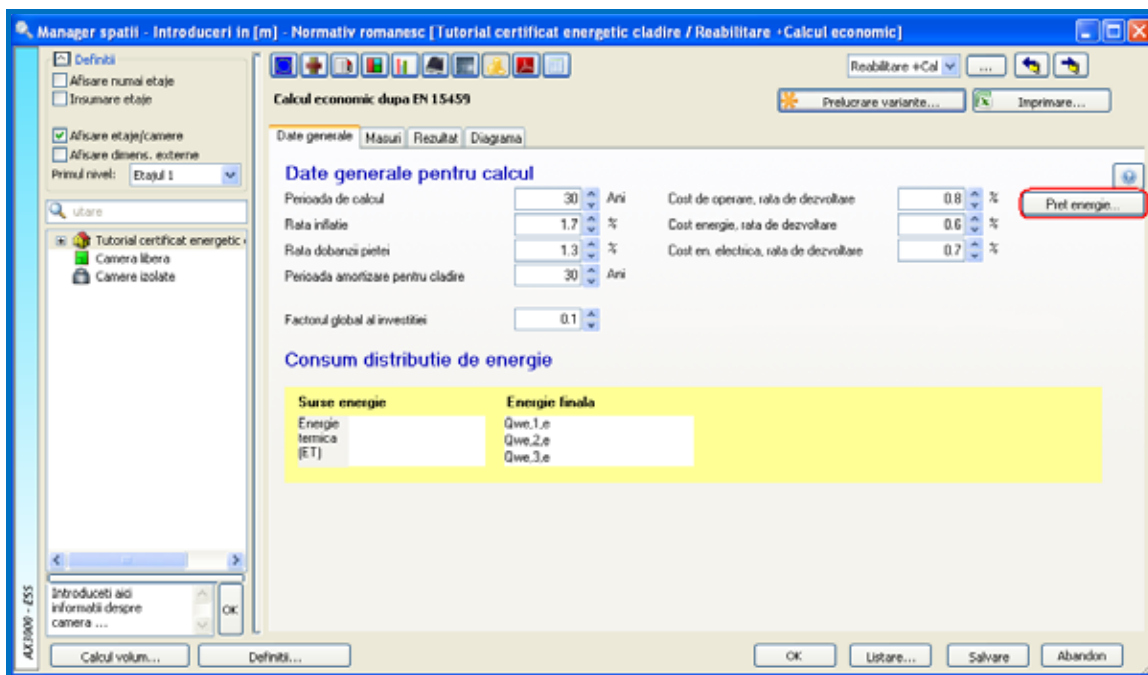 Manager spatii - Introduceri in [m] - Normativ romanesc [Tutorial certificat energetic cladire / Reabilitare +Calcul economic]
Definitii
Afisare numai etaje
Insumare etaje
Afisare etaje/camere
Afisare dimens. externe
Primul nivel: Etajul 1
utare
Tutorial certificat energetic
Camera libera
Camere izolate
Introduceti aici
informatii despre
camera ...
OK
AX3000 - ESS
Reabilitare +Cal
...
Calcul economic dupa EN 15459
Prelucrare variante...
Imprimare...
Date generale Masuri Rezultat Diagrama
Date generale pentru calcul
Perioada de calcul 30 Ani Cost de operare, rata de dezvoltare 0.8 % Pret energie...
Rata inflatie 1.7 % Cost energie, rata de dezvoltare 0.6 %
Rata dobanzii pietei 1.3 % Cost en. electrica, rata de dezvoltare 0.7 %
Perioada amortizare pentru cladire 30 Ani
Factorul global al investitiei 0.1
Consum distributie de energie
Surse energie Energie finala
Energie Qwe,1,e
termica Qwe,2,e
(ET) Qwe,3,e
Calcul volum... Definitii... OK Listare... Salvare Abandon